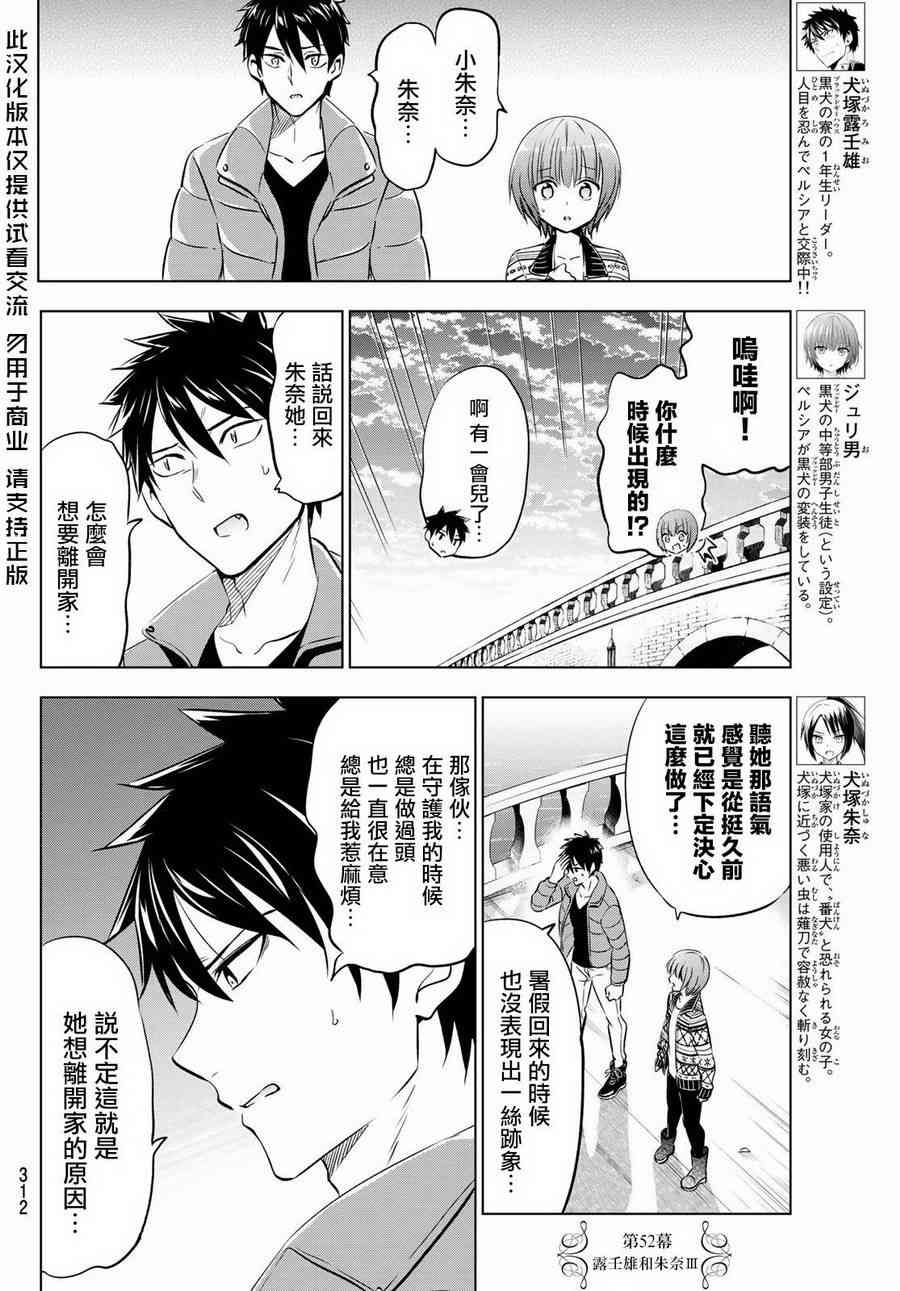 小朱奈…
朱奈…
嗚哇啊！
你什麼
時候出現的!?
啊 有一會兒了…
話說回來
朱奈她…
怎麼會
想要離開家…
聽她那語氣
感覺是從挺久前
就已經下定決心
這麼做了…
暑假回來的時候
也沒表現出一絲跡象…
那傢伙…
在守護我的時候
總是做過頭
也一直很在意
總是給我惹麻煩…
說不定這就是
她想離開家的原因…
第52幕
露壬雄和朱奈Ⅲ
犬塚露壬雄
黒犬の寮の1年生リーダー。
人目を忍んでペルシアと交際中!!
ジュリ男
黒犬の中等部男子生徒(という設定)。
ペルシアが黒犬の変装をしている。
犬塚朱奈
犬塚家の使用人で、“番犬”と恐れられる女の子。
犬塚に近づく悪い虫は薙刀で容赦なく斬り刻む。
此汉化版本仅提供试看交流 勿用于商业 请支持正版
312